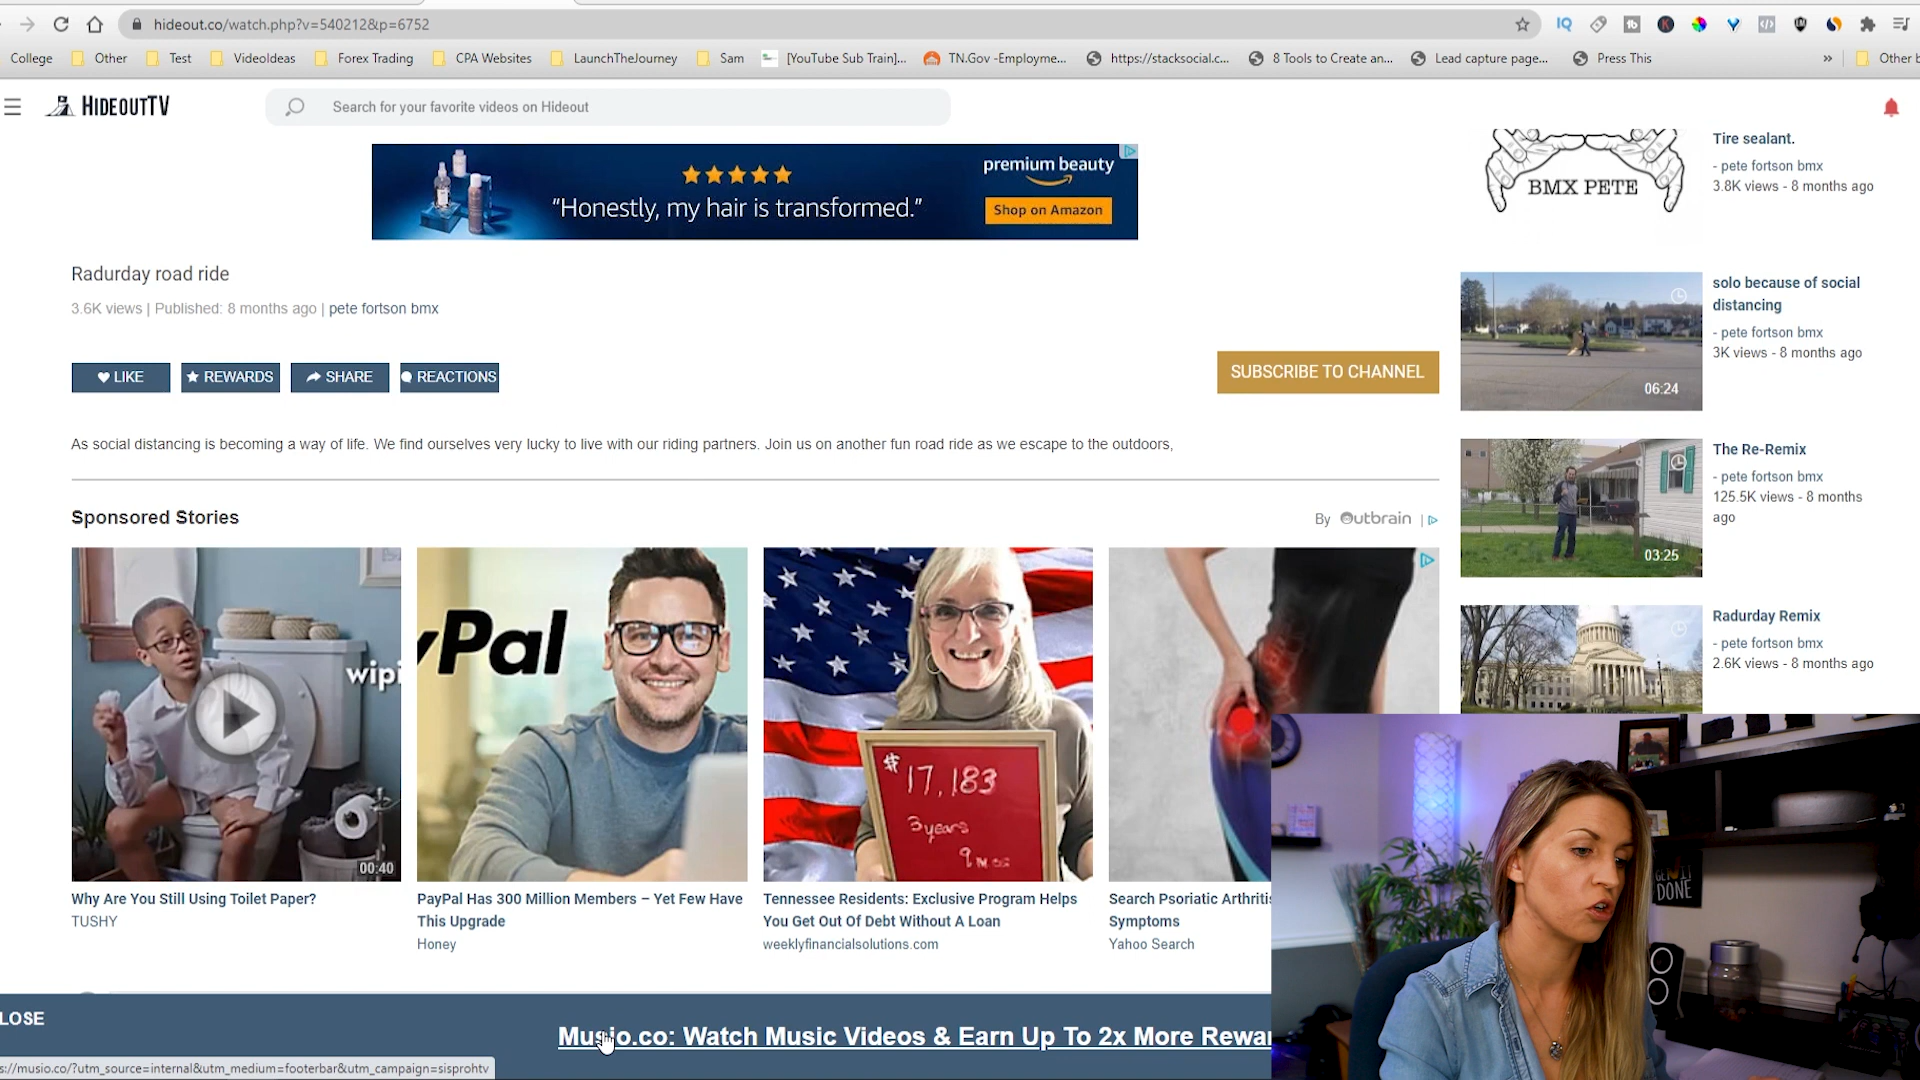 hideout.co/watch.php?v=540212&p=6752
College
Other
Test
VideoIdeas
Forex Trading
CPA Websites
LaunchTheJourney
Sam
[YouTube Sub Train]...
TN.Gov -Employme...
https://stacksocial.c...
8 Tools to Create an...
Lead capture page...
Press This
»
Other b
HIDEOUTTV
Search for your favorite videos on Hideout
"Honestly, my hair is transformed."
premium beauty
Shop on Amazon
BMX PETE
Tire sealant.
- pete fortson bmx
3.8K views - 8 months ago
Radurday road ride
3.6K views | Published: 8 months ago | pete fortson bmx
LIKE
REWARDS
SHARE
REACTIONS
SUBSCRIBE TO CHANNEL
As social distancing is becoming a way of life. We find ourselves very lucky to live with our riding partners. Join us on another fun road ride as we escape to the outdoors,
solo because of social
distancing
- pete fortson bmx
3K views - 8 months ago
06:24
The Re-Remix
- pete fortson bmx
125.5K views - 8 months
ago
03:25
Radurday Remix
- pete fortson bmx
2.6K views - 8 months ago
Sponsored Stories
By Outbrain |
wipi
00:40
Why Are You Still Using Toilet Paper?
TUSHY
yPal
PayPal Has 300 Million Members – Yet Few Have
This Upgrade
Honey
$17,183
3 years
9 mos
Tennessee Residents: Exclusive Program Helps
You Get Out Of Debt Without A Loan
weeklyfinancialsolutions.com
Search Psoriatic Arthritis
Symptoms
Yahoo Search
GET IT
DONE
LOSE
Musio.co: Watch Music Videos & Earn Up To 2x More Rewar
s://musio.co/?utm_source=internal&utm_medium=footerbar&utm_campaign=sisprohtv